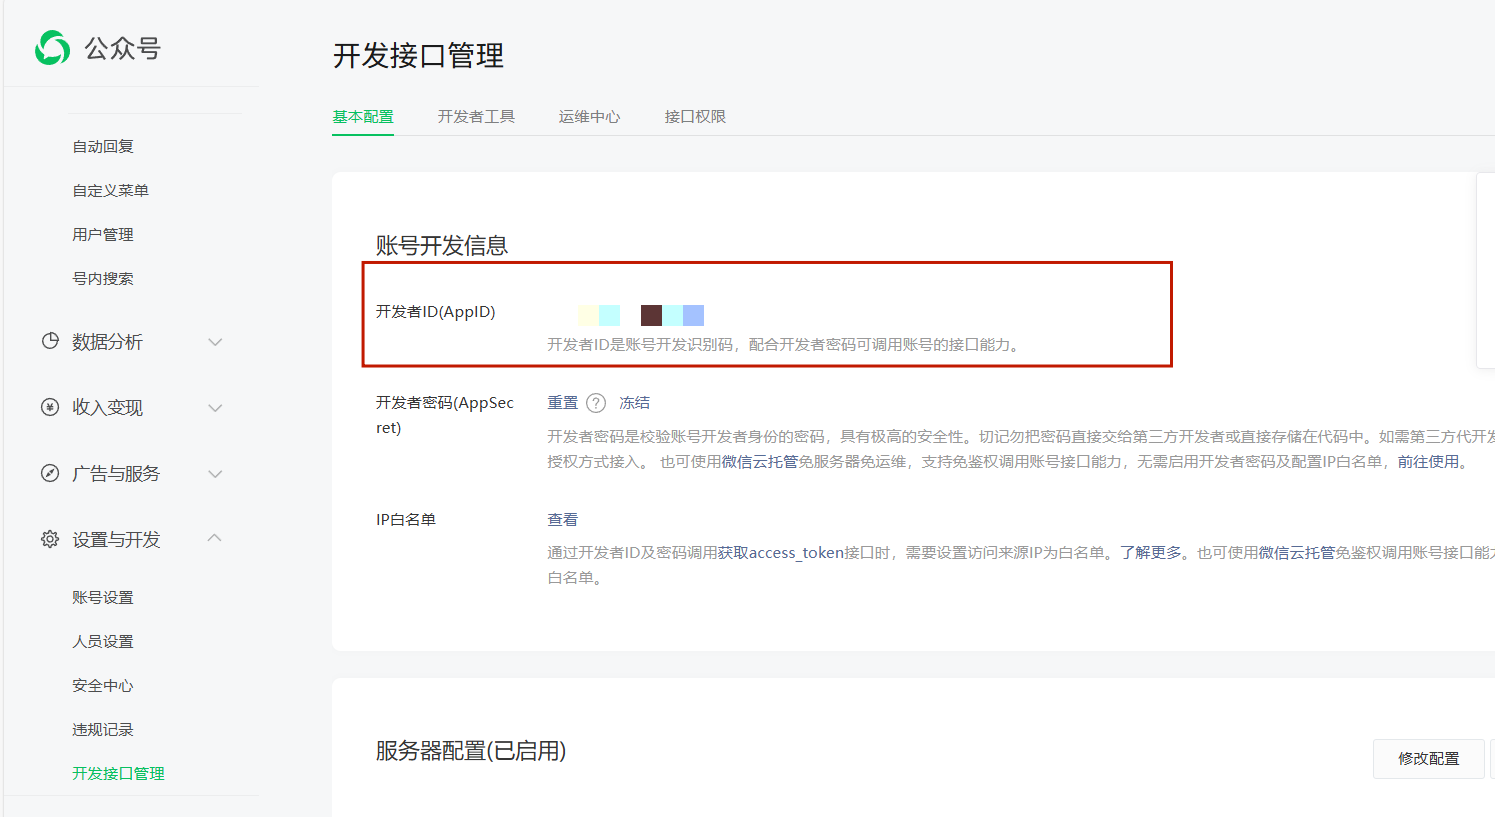 公众号
自动回复
自定义菜单
用户管理
号内搜索
数据分析
收入变现
广告与服务
设置与开发
账号设置
人员设置
安全中心
违规记录
开发接口管理
开发接口管理
基本配置 开发者工具 运维中心 接口权限
账号开发信息
开发者ID(AppID)
开发者ID是账号开发识别码，配合开发者密码可调用账号的接口能力。
开发者密码(AppSec
ret)
重置 ? 冻结
开发者密码是校验账号开发者身份的密码，具有极高的安全性。切记勿把密码直接交给第三方开发者或直接存储在代码中。如需第三方代开发
授权方式接入。 也可使用微信云托管免服务器免运维，支持免鉴权调用账号接口能力，无需启用开发者密码及配置IP白名单，前往使用。
IP白名单
查看
通过开发者ID及密码调用获取access_token接口时，需要设置访问来源IP为白名单。了解更多。也可使用微信云托管免鉴权调用账号接口能
白名单。
服务器配置(已启用)
修改配置